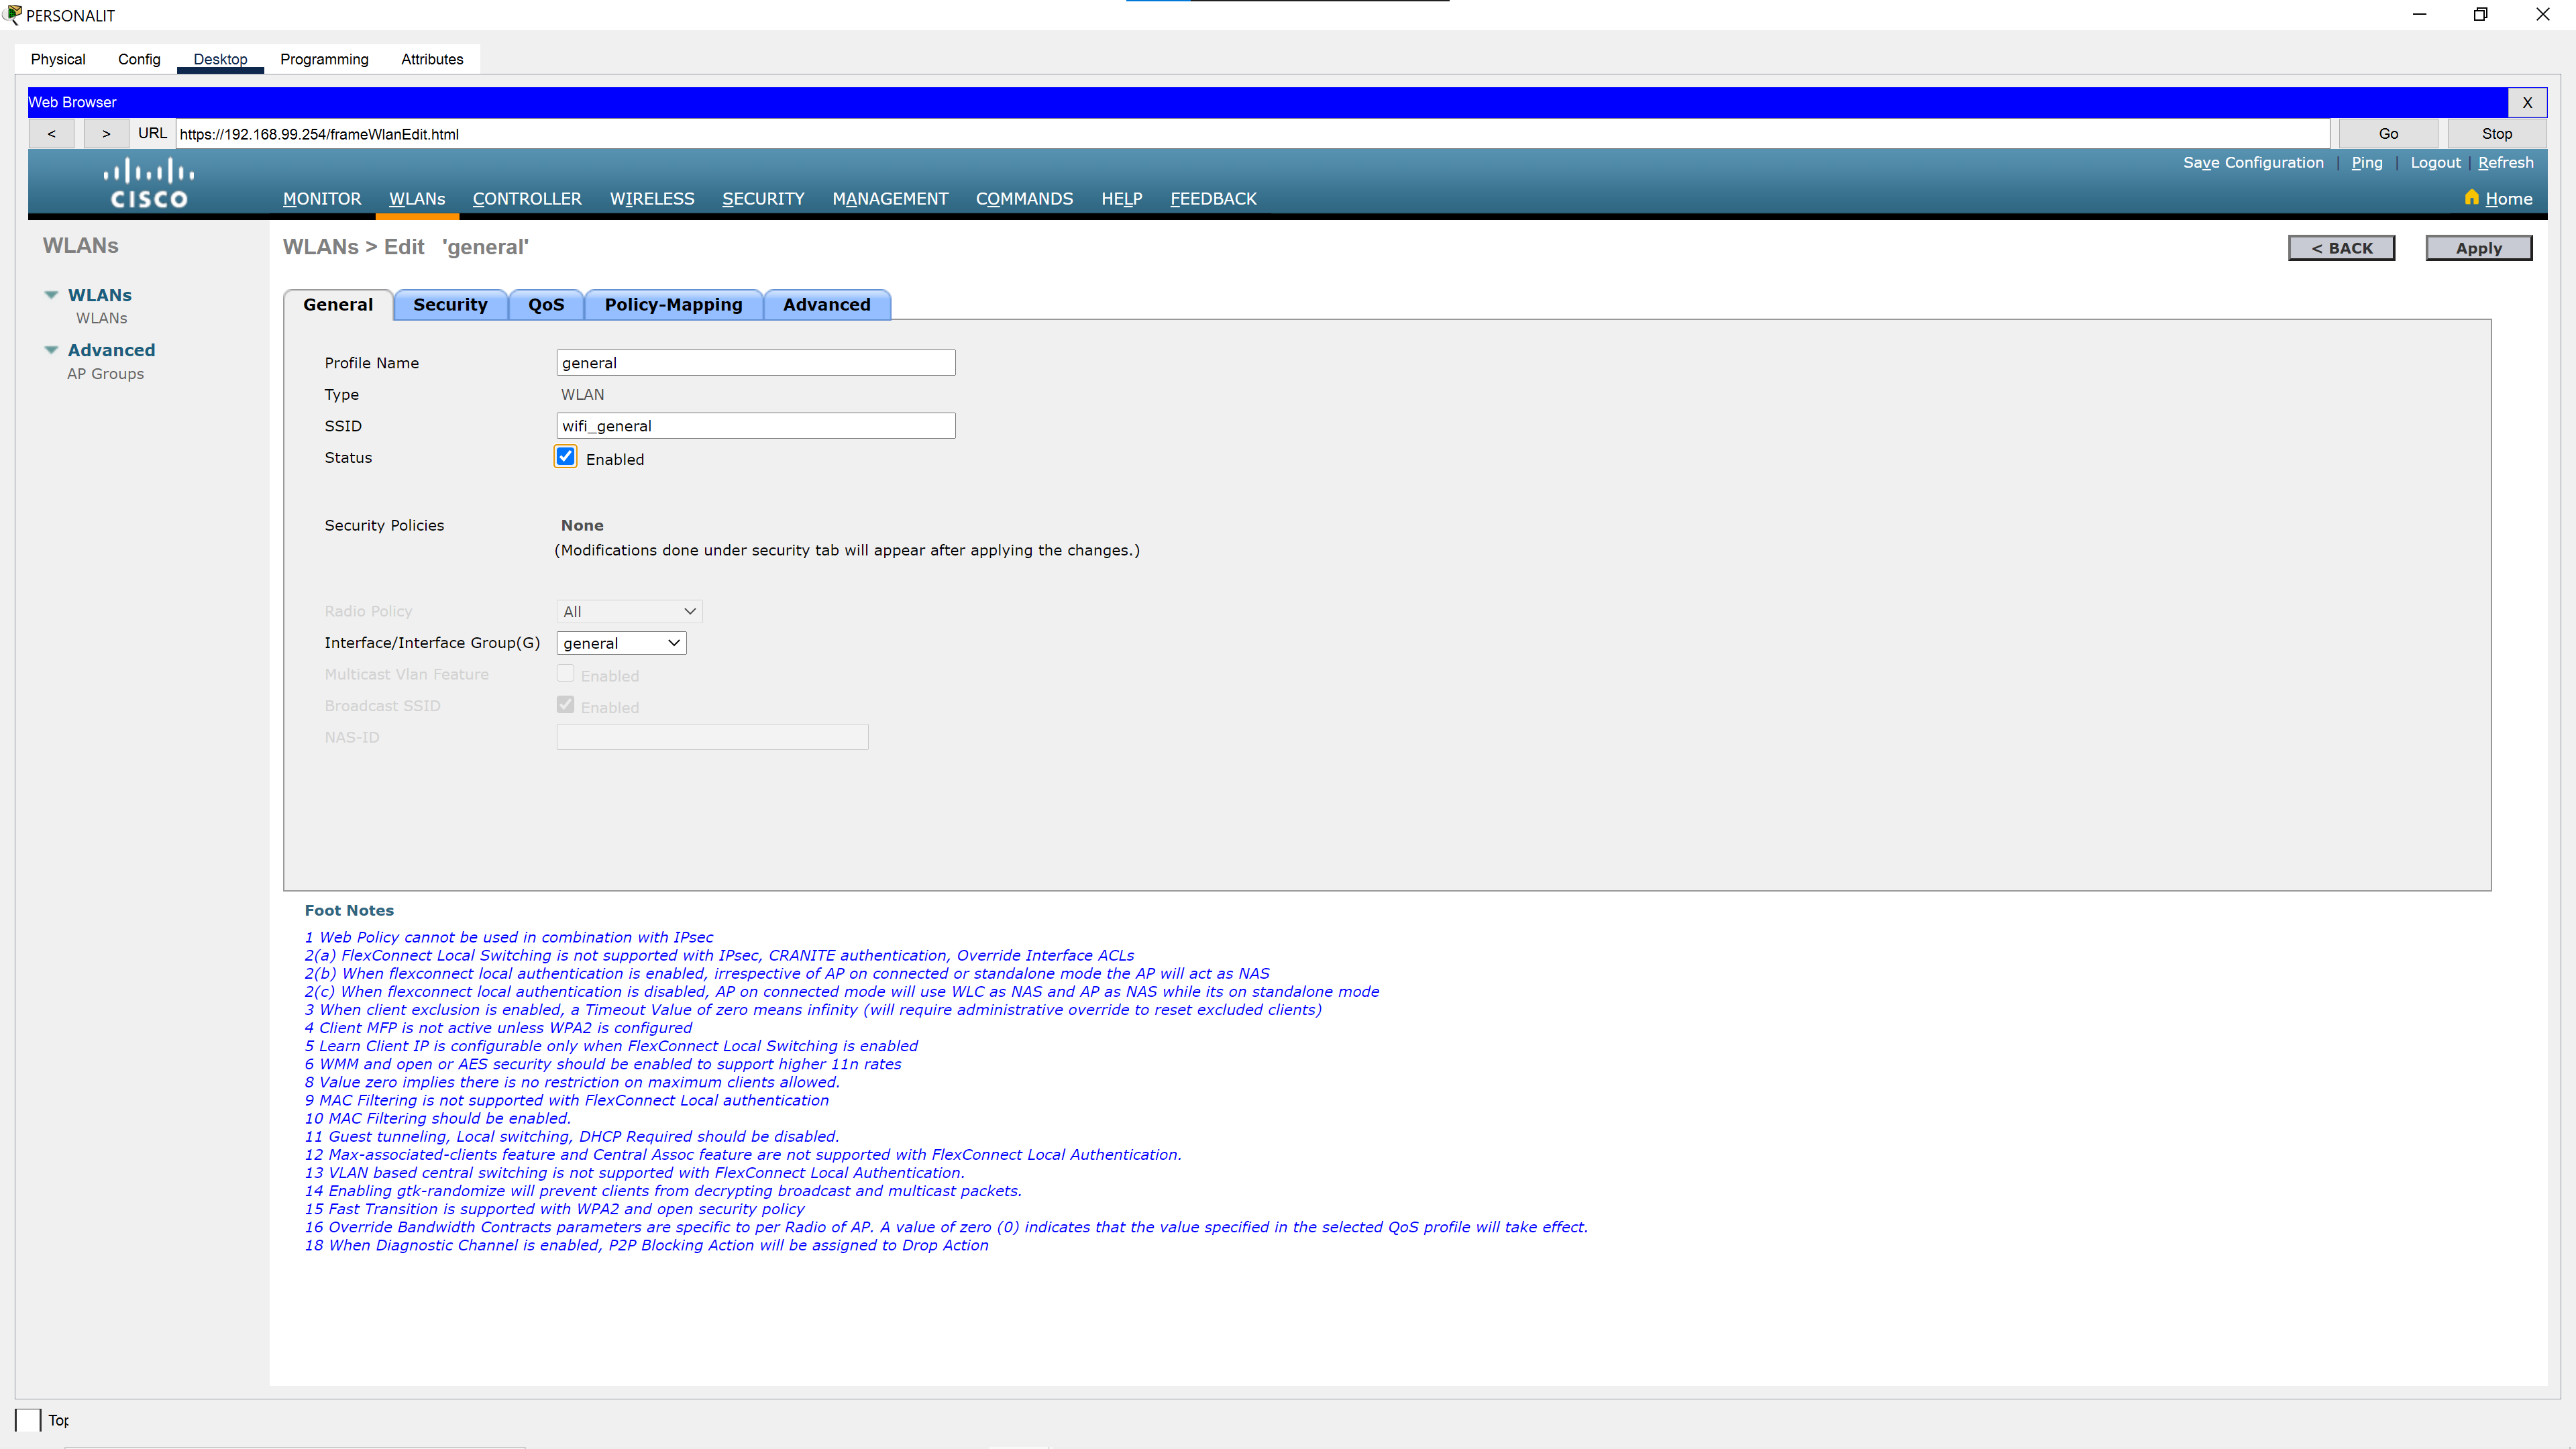 PERSONALIT
Physical Config Desktop Programming Attributes
Web Browser X
< > URL https://192.168.99.254/frameWlanEdit.html Go Stop
Save Configuration | Ping | Logout | Refresh
CISCO MONITOR WLANs CONTROLLER WIRELESS SECURITY MANAGEMENT COMMANDS HELP FEEDBACK Home
WLANs
WLANs
WLANs
Advanced
AP Groups
WLANs > Edit 'general' < BACK Apply
General Security QoS Policy-Mapping Advanced
Profile Name general
Type WLAN
SSID wifi_general
Status Enabled
Security Policies None
(Modifications done under security tab will appear after applying the changes.)
Radio Policy All
Interface/Interface Group(G) general
Multicast Vlan Feature Enabled
Broadcast SSID Enabled
NAS-ID
Foot Notes
1 Web Policy cannot be used in combination with IPsec
2(a) FlexConnect Local Switching is not supported with IPsec, CRANITE authentication, Override Interface ACLs
2(b) When flexconnect local authentication is enabled, irrespective of AP on connected or standalone mode the AP will act as NAS
2(c) When flexconnect local authentication is disabled, AP on connected mode will use WLC as NAS and AP as NAS while its on standalone mode
3 When client exclusion is enabled, a Timeout Value of zero means infinity (will require administrative override to reset excluded clients)
4 Client MFP is not active unless WPA2 is configured
5 Learn Client IP is configurable only when FlexConnect Local Switching is enabled
6 WMM and open or AES security should be enabled to support higher 11n rates
8 Value zero implies there is no restriction on maximum clients allowed.
9 MAC Filtering is not supported with FlexConnect Local authentication
10 MAC Filtering should be enabled.
11 Guest tunneling, Local switching, DHCP Required should be disabled.
12 Max-associated-clients feature and Central Assoc feature are not supported with FlexConnect Local Authentication.
13 VLAN based central switching is not supported with FlexConnect Local Authentication.
14 Enabling gtk-randomize will prevent clients from decrypting broadcast and multicast packets.
15 Fast Transition is supported with WPA2 and open security policy
16 Override Bandwidth Contracts parameters are specific to per Radio of AP. A value of zero (0) indicates that the value specified in the selected QoS profile will take effect.
18 When Diagnostic Channel is enabled, P2P Blocking Action will be assigned to Drop Action
Top